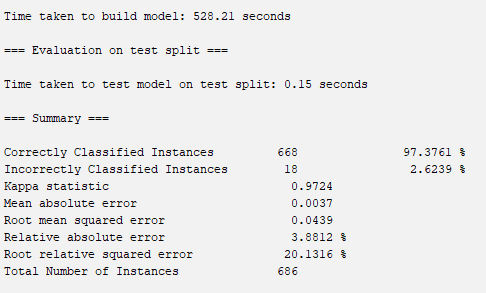 Time taken to build model: 528.21 seconds
=== Evaluation on test split ===
Time taken to test model on test split: 0.15 seconds
=== Summary ===
Correctly Classified Instances 668 97.3761 %
Incorrectly Classified Instances 18 2.6239 %
Kappa statistic 0.9724
Mean absolute error 0.0037
Root mean squared error 0.0439
Relative absolute error 3.8812 %
Root relative squared error 20.1316 %
Total Number of Instances 686